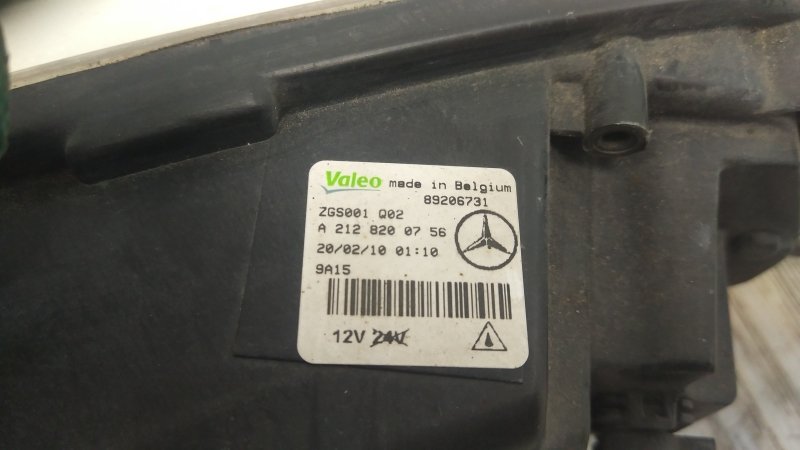 Valeo made in Belgium
89206731
ZGS001 Q02
A 212 820 07 56
20/02/10 01:10
9A15
12V 24V